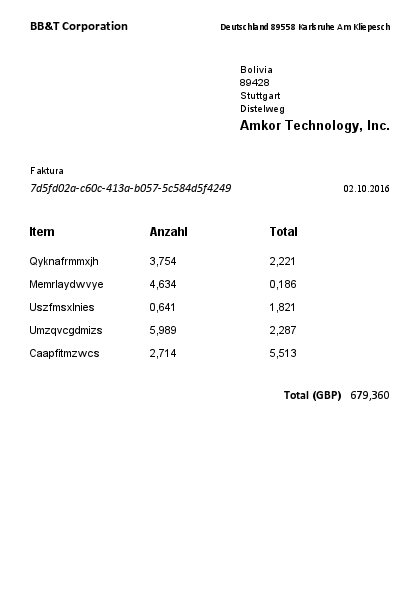 BB&T Corporation Deutschland 89558 Karlsruhe Am Kliepesch
Bolivia
89428
Stuttgart
Distelweg
Amkor Technology, Inc.
Faktura
7d5fd02a-c60c-413a-b057-5c584d5f4249 02.10.2016
Item Anzahl Total
Qyknafrmmxjh 3,754 2,221
Memrlaydwvye 4,634 0,186
Uszfmsxlnies 0,641 1,821
Umzqvcgdmizs 5,989 2,287
Caapfitmzwcs 2,714 5,513
Total (GBP) 679,360